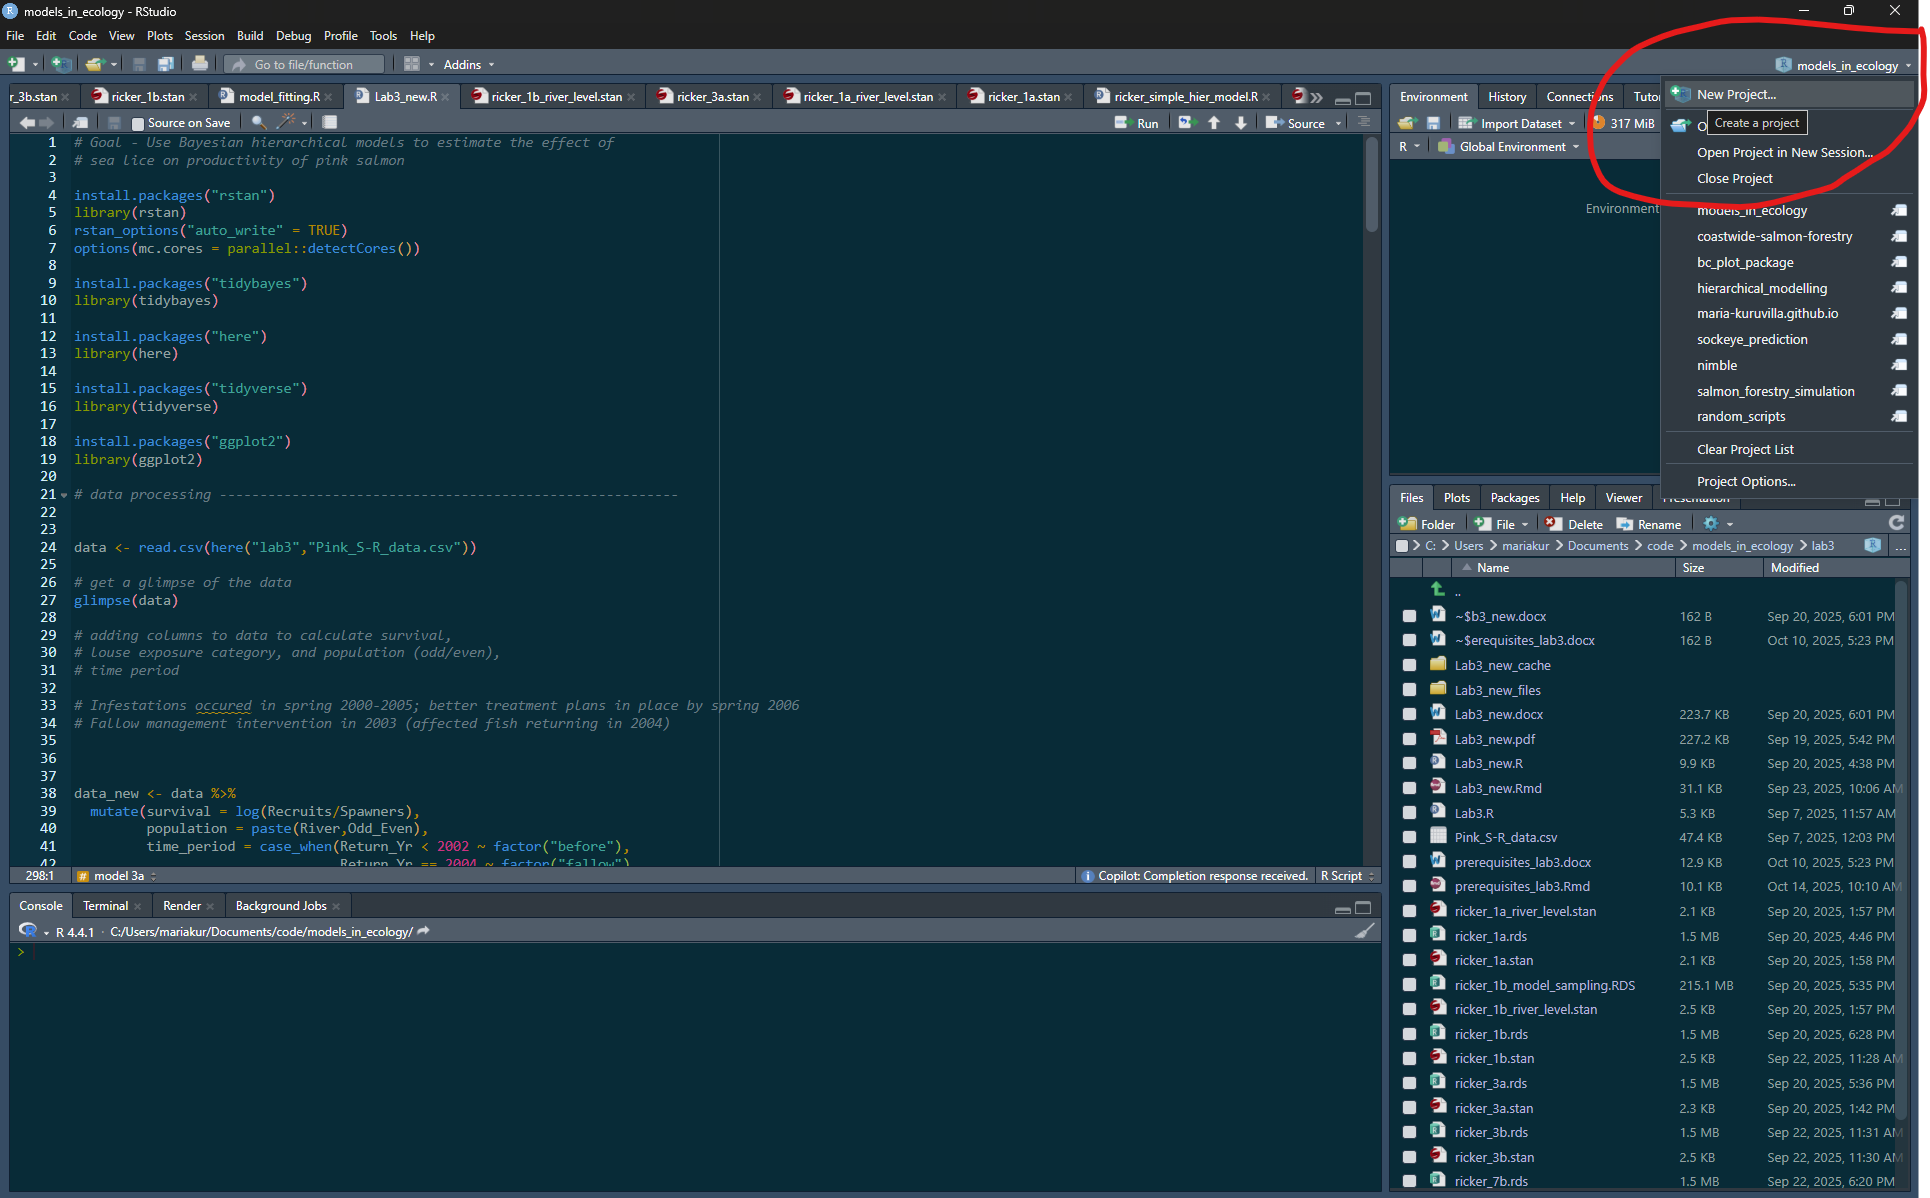 models_in_ecology - RStudio
File Edit Code View Plots Session Build Debug Profile Tools Help
Go to file/function Addins models_in_ecology
r_3b.stan ricker_1b.stan model_fitting.R Lab3_new.R ricker_1b_river_level.stan ricker_3a.stan ricker_1a_river_level.stan ricker_1a.stan ricker_simple_hier_model.R
Source on Save Run Source
1 # Goal - Use Bayesian hierarchical models to estimate the effect of
2 # sea lice on productivity of pink salmon
3
4 install.packages("rstan")
5 library(rstan)
6 rstan_options("auto_write" = TRUE)
7 options(mc.cores = parallel::detectCores())
8
9 install.packages("tidybayes")
10 library(tidybayes)
11
12 install.packages("here")
13 library(here)
14
15 install.packages("tidyverse")
16 library(tidyverse)
17
18 install.packages("ggplot2")
19 library(ggplot2)
20
21 # data processing ---------------------------------------------------------
22
23
24 data <- read.csv(here("lab3","Pink_S-R_data.csv"))
25
26 # get a glimpse of the data
27 glimpse(data)
28
29 # adding columns to data to calculate survival,
30 # louse exposure category, and population (odd/even),
31 # time period
32
33 # Infestations occured in spring 2000-2005; better treatment plans in place by spring 2006
34 # Fallow management intervention in 2003 (affected fish returning in 2004)
35
36
37
38 data_new <- data %>%
39 mutate(survival = log(Recruits/Spawners),
40 population = paste(River,Odd_Even),
41 time_period = case_when(Return_Yr < 2002 ~ factor("before"),
42 Return_Yr == 2004 ~ factor("fallow")
298:1 # model 3a Copilot: Completion response received. R Script
Console Terminal Render Background Jobs
R 4.4.1 · C:/Users/mariakur/Documents/code/models_in_ecology/
>
Environment History Connections Tutor
Import Dataset 317 MiB
R Global Environment
Environment
New Project...
O
Create a project
Open Project in New Session...
Close Project
models_in_ecology
coastwide-salmon-forestry
bc_plot_package
hierarchical_modelling
maria-kuruvilla.github.io
sockeye_prediction
nimble
salmon_forestry_simulation
random_scripts
Clear Project List
Project Options...
Files Plots Packages Help Viewer Presentation
Folder File Delete Rename
C: Users mariakur Documents code models_in_ecology lab3 ...
Name Size Modified
..
~$b3_new.docx 162 B Sep 20, 2025, 6:01 PM
~$erequisites_lab3.docx 162 B Oct 10, 2025, 5:23 PM
Lab3_new_cache
Lab3_new_files
Lab3_new.docx 223.7 KB Sep 20, 2025, 6:01 PM
Lab3_new.pdf 227.2 KB Sep 19, 2025, 5:42 PM
Lab3_new.R 9.9 KB Sep 20, 2025, 4:38 PM
Lab3_new.Rmd 31.1 KB Sep 23, 2025, 10:06 AM
Lab3.R 5.3 KB Sep 7, 2025, 11:57 AM
Pink_S-R_data.csv 47.4 KB Sep 7, 2025, 12:03 PM
prerequisites_lab3.docx 12.9 KB Oct 10, 2025, 5:23 PM
prerequisites_lab3.Rmd 10.1 KB Oct 14, 2025, 10:10 AM
ricker_1a_river_level.stan 2.1 KB Sep 20, 2025, 1:57 PM
ricker_1a.rds 1.5 MB Sep 20, 2025, 4:46 PM
ricker_1a.stan 2.1 KB Sep 20, 2025, 1:58 PM
ricker_1b_model_sampling.RDS 215.1 MB Sep 20, 2025, 5:35 PM
ricker_1b_river_level.stan 2.5 KB Sep 20, 2025, 1:57 PM
ricker_1b.rds 1.5 MB Sep 20, 2025, 6:28 PM
ricker_1b.stan 2.5 KB Sep 22, 2025, 11:28 AM
ricker_3a.rds 1.5 MB Sep 20, 2025, 5:36 PM
ricker_3a.stan 2.3 KB Sep 20, 2025, 1:42 PM
ricker_3b.rds 1.5 MB Sep 22, 2025, 11:31 AM
ricker_3b.stan 2.5 KB Sep 22, 2025, 11:30 AM
ricker_7b.rds 1.5 MB Sep 22, 2025, 6:20 PM